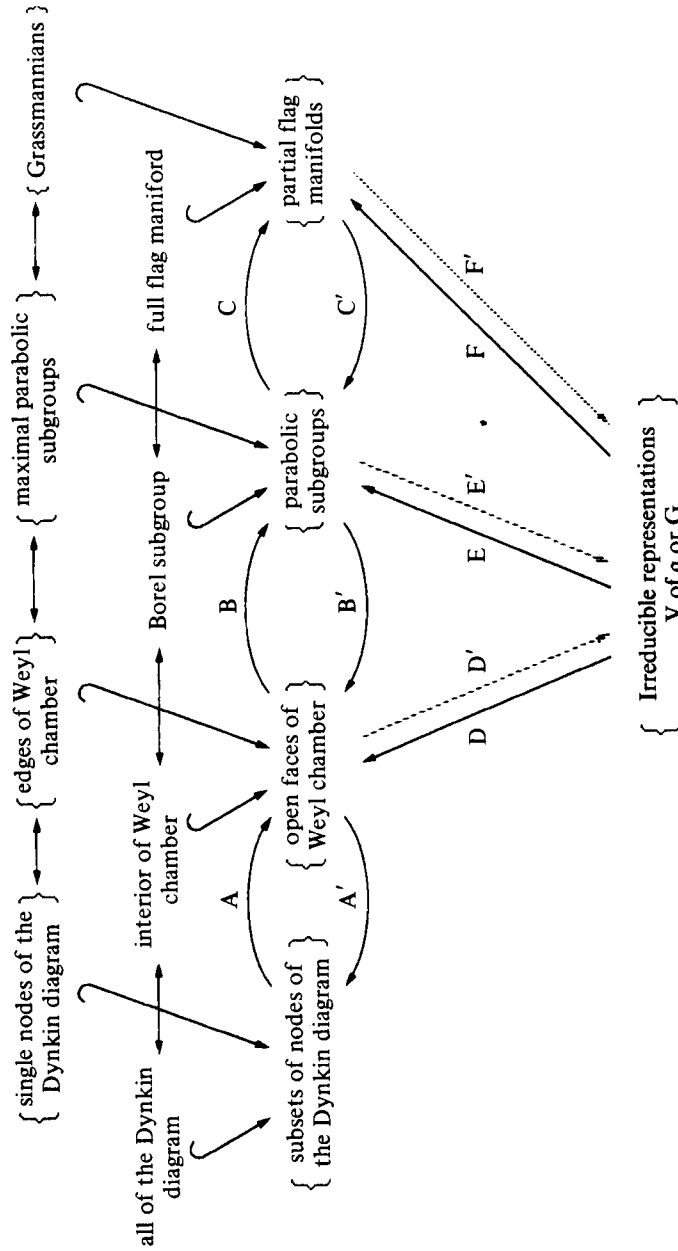 { single nodes of the
Dynkin diagram }
{ edges of Weyl
chamber }
{ maximal parabolic
subgroups }
{ Grassmannians }
all of the Dynkin
diagram
interior of Weyl
chamber
Borel subgroup
full flag maniford
A
B
C
{ subsets of nodes of
the Dynkin diagram }
{ open faces of
Weyl chamber }
{ parabolic
subgroups }
{ partial flag
manifolds }
A′
B′
C′
D
D′
E
E′
F
F′
{ Irreducible representations }
V of g or G